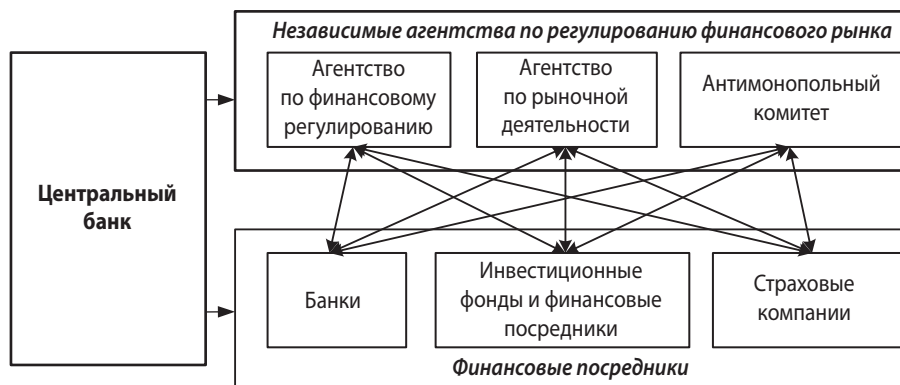 Независимые агентства по регулированию финансового рынка
Агентство
по финансовому
регулированию
Агентство
по рыночной
деятельности
Антимонопольный
комитет
Центральный
банк
Банки
Инвестиционные
фонды и финансовые
посредники
Страховые
компании
Финансовые посредники